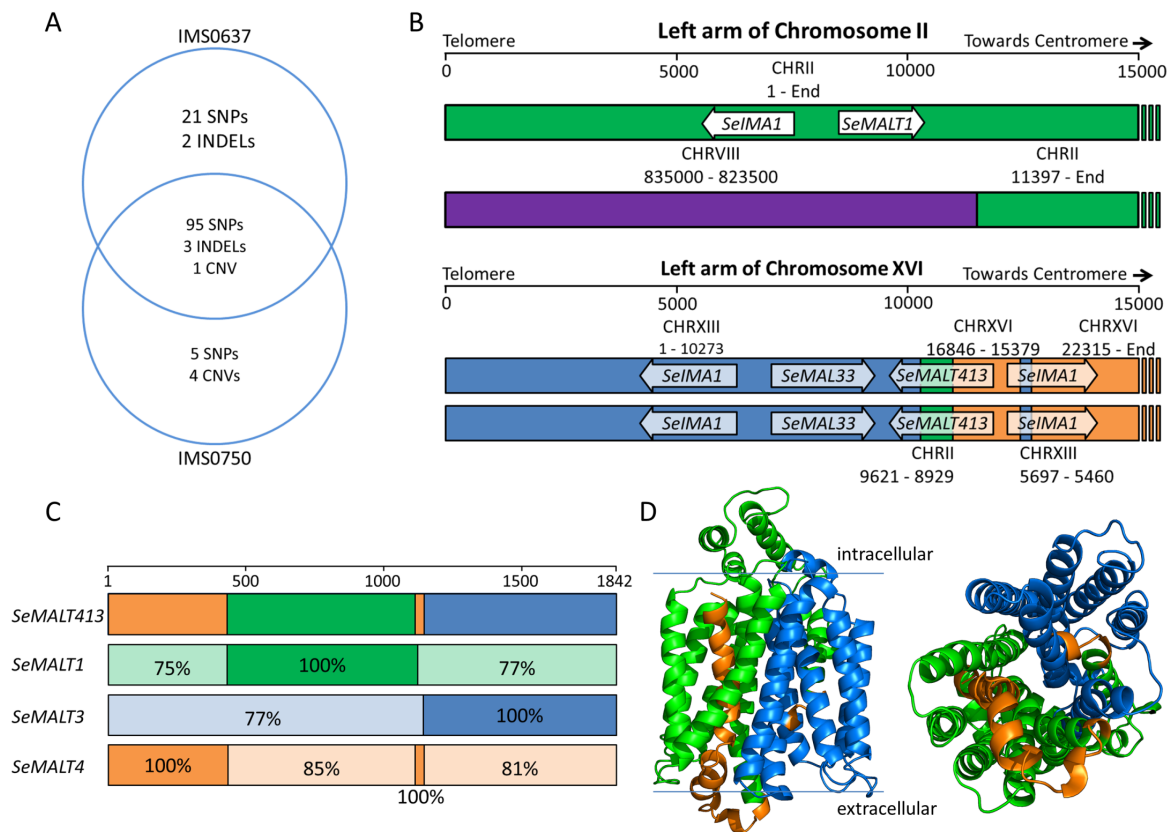 A
IMS0637
21 SNPs
2 INDELs
95 SNPs
3 INDELs
1 CNV
5 SNPs
4 CNVs
IMS0750
B
Left arm of Chromosome II
Telomere
Towards Centromere →
0 5000 10000 15000
CHRII
1 - End
SeIMA1 SeMALT1
CHRVIII CHRII
835000 - 823500 11397 - End
Left arm of Chromosome XVI
Telomere
Towards Centromere →
0 5000 10000 15000
CHRXIII CHRXVI CHRXVI
1 - 10273 16846 - 15379 22315 - End
SeIMA1 SeMAL33 SeMALT413 SeIMA1
SeIMA1 SeMAL33 SeMALT413 SeIMA1
CHRII CHRXIII
9621 - 8929 5697 - 5460
C
1 500 1000 1500 1842
SeMALT413
SeMALT1 75% 100% 77%
SeMALT3 77% 100%
SeMALT4 100% 85% 81%
100%
D
intracellular
extracellular